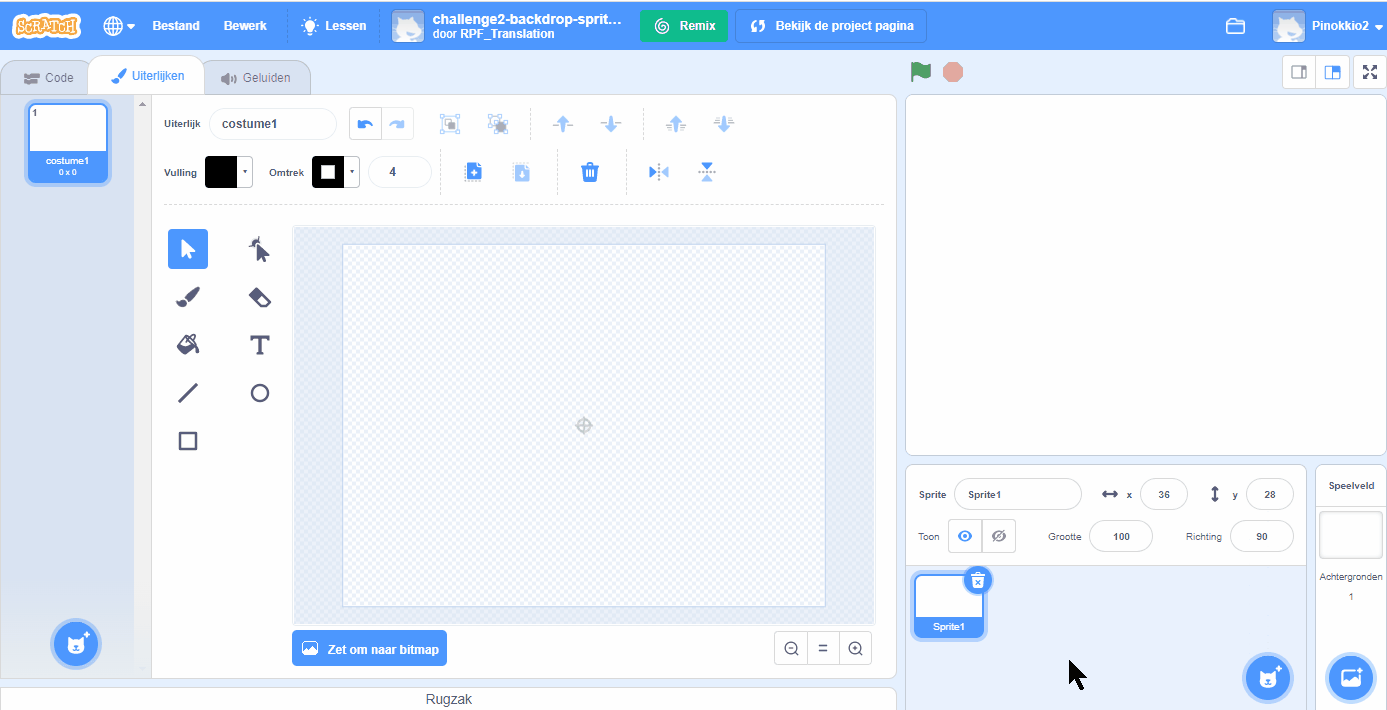 SCRATCH
Bestand
Bewerk
Lessen
challenge2-backdrop-sprit...
door RPF_Translation
Remix
Bekijk de project pagina
Pinokkio2
Code
Uiterlijken
Geluiden
1
costume1
0 x 0
Uiterlijk
costume1
Vulling
Omtrek
4
T
Zet om naar bitmap
=
Rugzak
Sprite
Sprite1
x
36
y
28
Toon
Grootte
100
Richting
90
Sprite1
Speelveld
Achtergronden
1